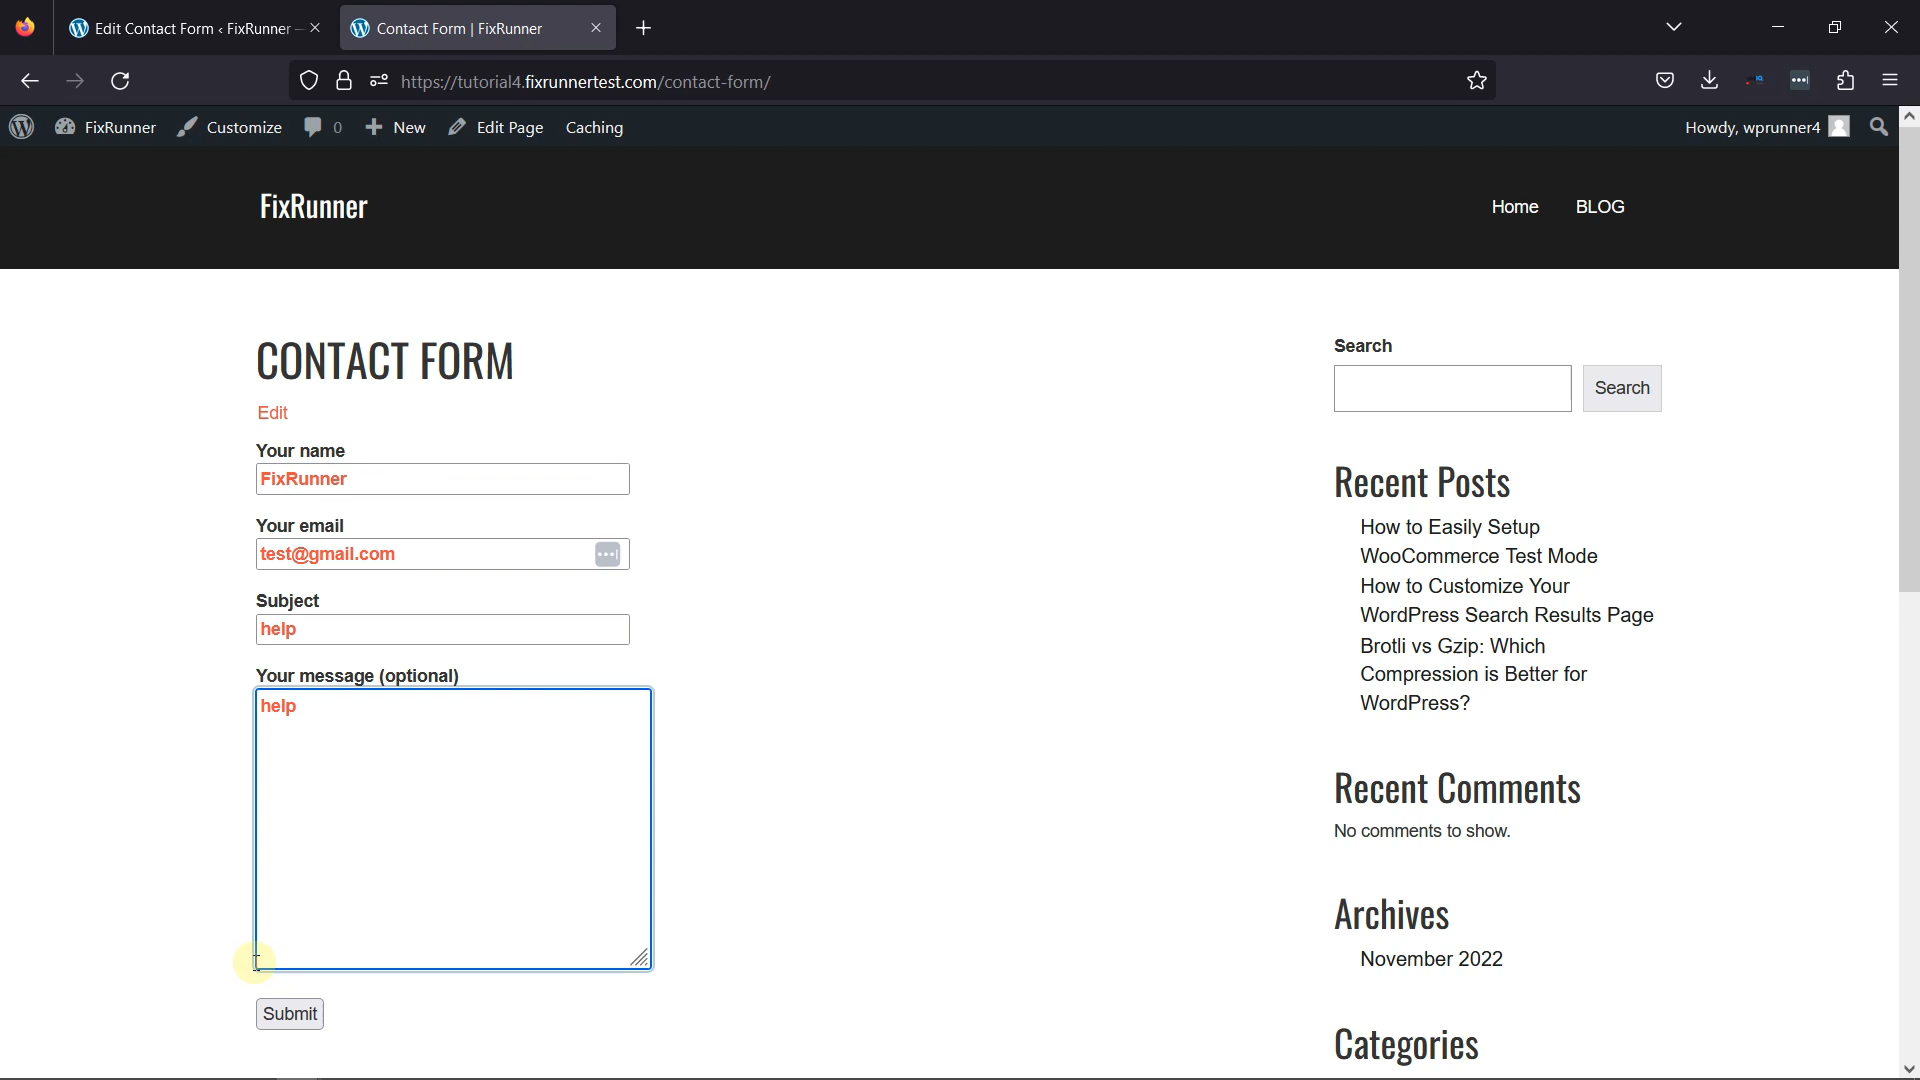 Edit Contact Form ‹ FixRunner —
Contact Form | FixRunner
https://tutorial4.fixrunnertest.com/contact-form/
FixRunner
Customize
0
New
Edit Page
Caching
Howdy, wprunner4
FixRunner
Home
BLOG
CONTACT FORM
Edit
Your name
FixRunner
Your email
test@gmail.com
Subject
help
Your message (optional)
help
Submit
Search
Search
Recent Posts
How to Easily Setup
WooCommerce Test Mode
How to Customize Your
WordPress Search Results Page
Brotli vs Gzip: Which
Compression is Better for
WordPress?
Recent Comments
No comments to show.
Archives
November 2022
Categories